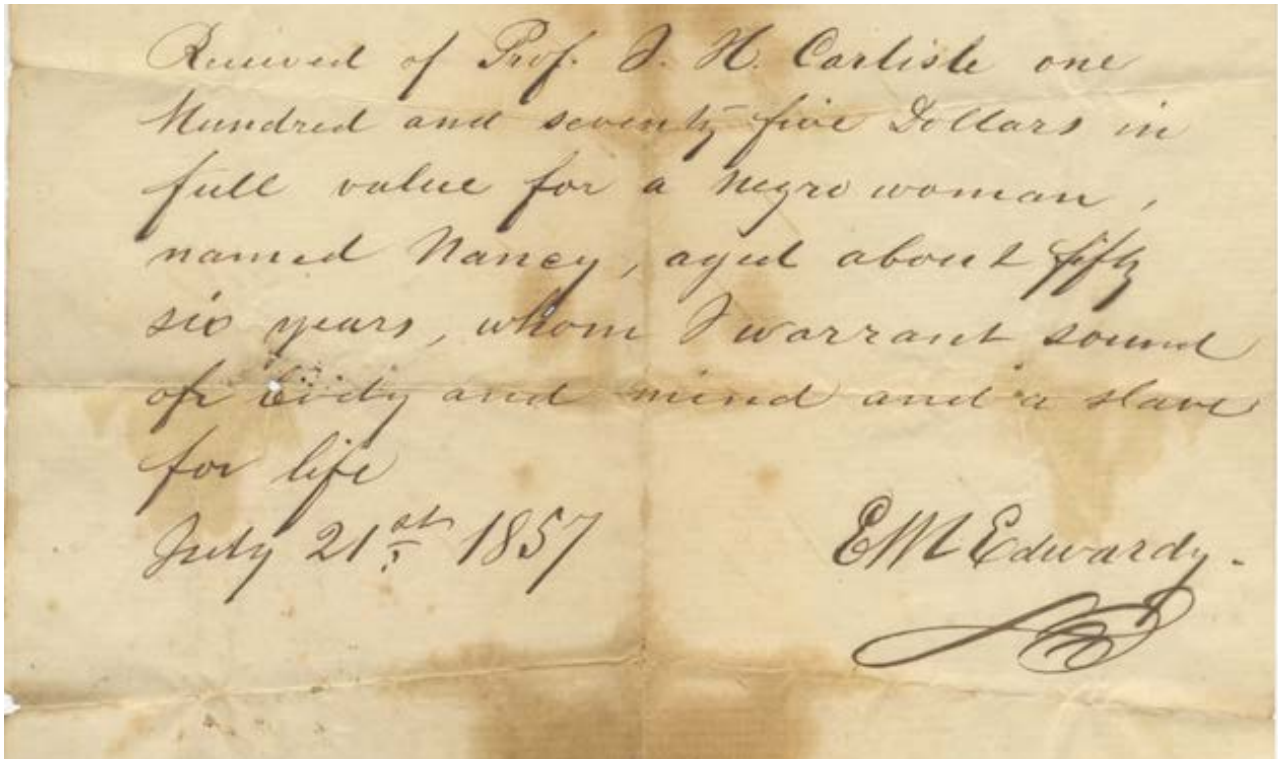 Received of Prof. J. H. Carlisle one
Hundred and seventy five Dollars in
full value for a negro woman,
named Nancy, aged about fifty
six years, whom I warrant sound
of body and mind and a slave
for life
July 21st 1857
E M Edwardy.